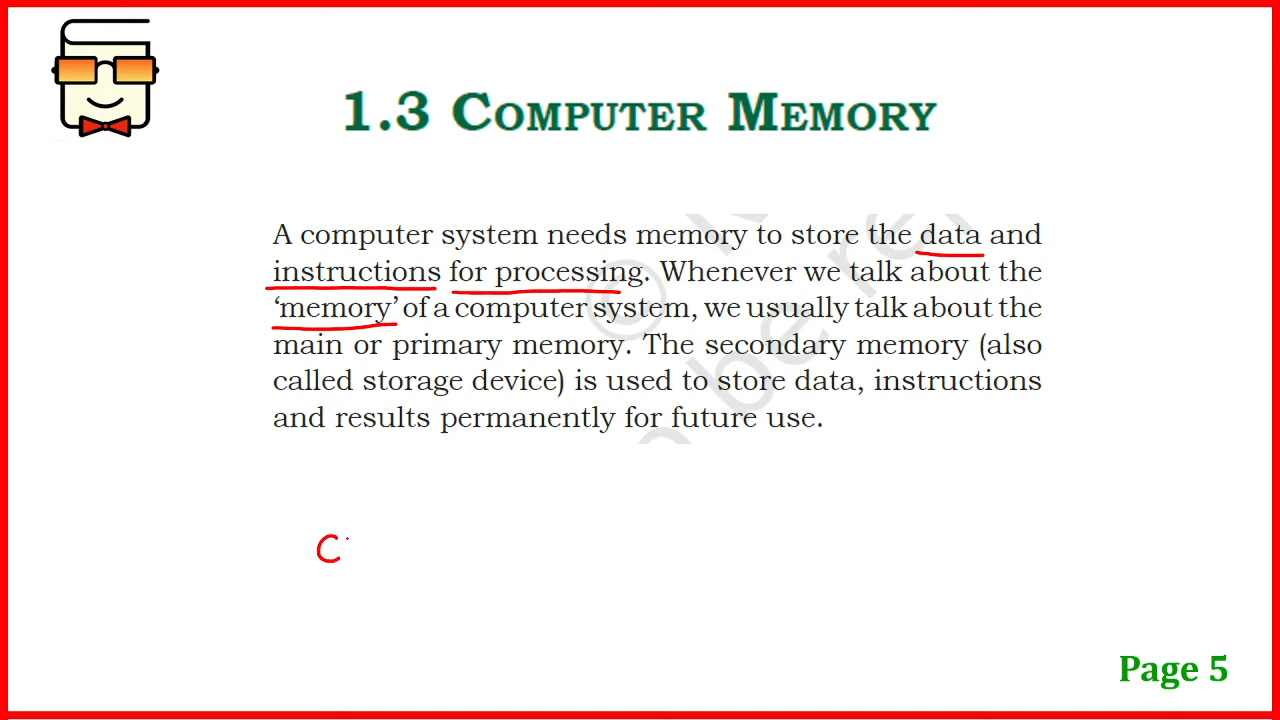 1.3 COMPUTER MEMORY
A computer system needs memory to store the data and
instructions for processing. Whenever we talk about the
‘memory’ of a computer system, we usually talk about the
main or primary memory. The secondary memory (also
called storage device) is used to store data, instructions
and results permanently for future use.
C
Page 5